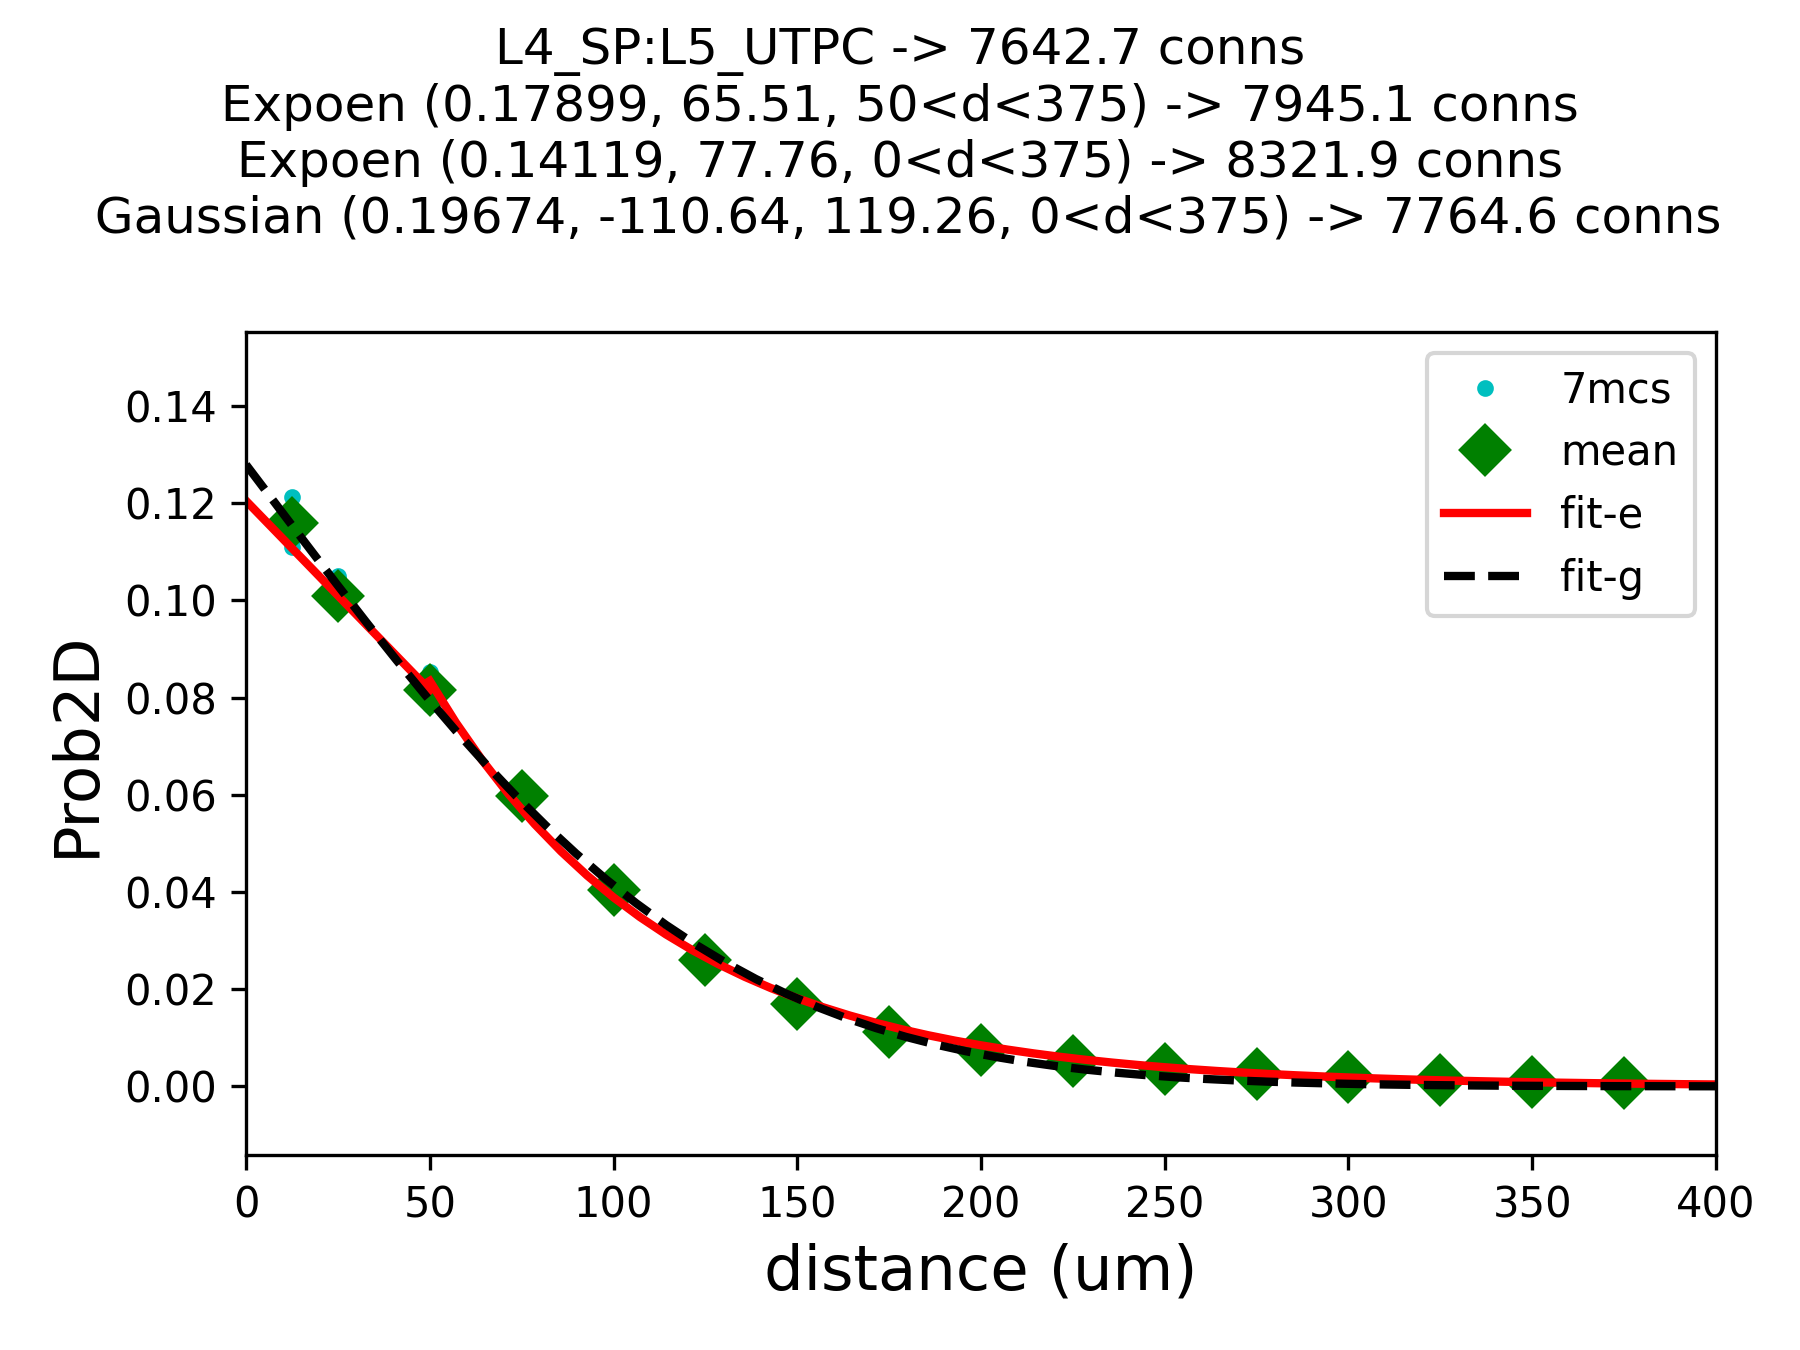 L4_SP:L5_UTPC -> 7642.7 conns
Expoen (0.17899, 65.51, 50<d<375) -> 7945.1 conns
Expoen (0.14119, 77.76, 0<d<375) -> 8321.9 conns
Gaussian (0.19674, -110.64, 119.26, 0<d<375) -> 7764.6 conns
7mcs
mean
fit-e
fit-g
Prob2D
0.14
0.12
0.10
0.08
0.06
0.04
0.02
0.00
0 50 100 150 200 250 300 350 400
distance (um)